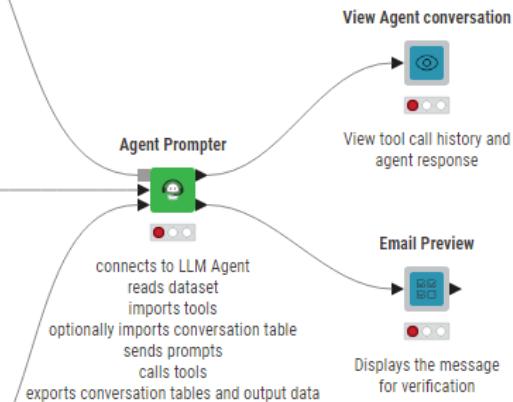 View Agent conversation
View tool call history and
agent response
Agent Prompter
connects to LLM Agent
reads dataset
imports tools
optionally imports conversation table
sends prompts
calls tools
exports conversation tables and output data
Email Preview
Displays the message
for verification